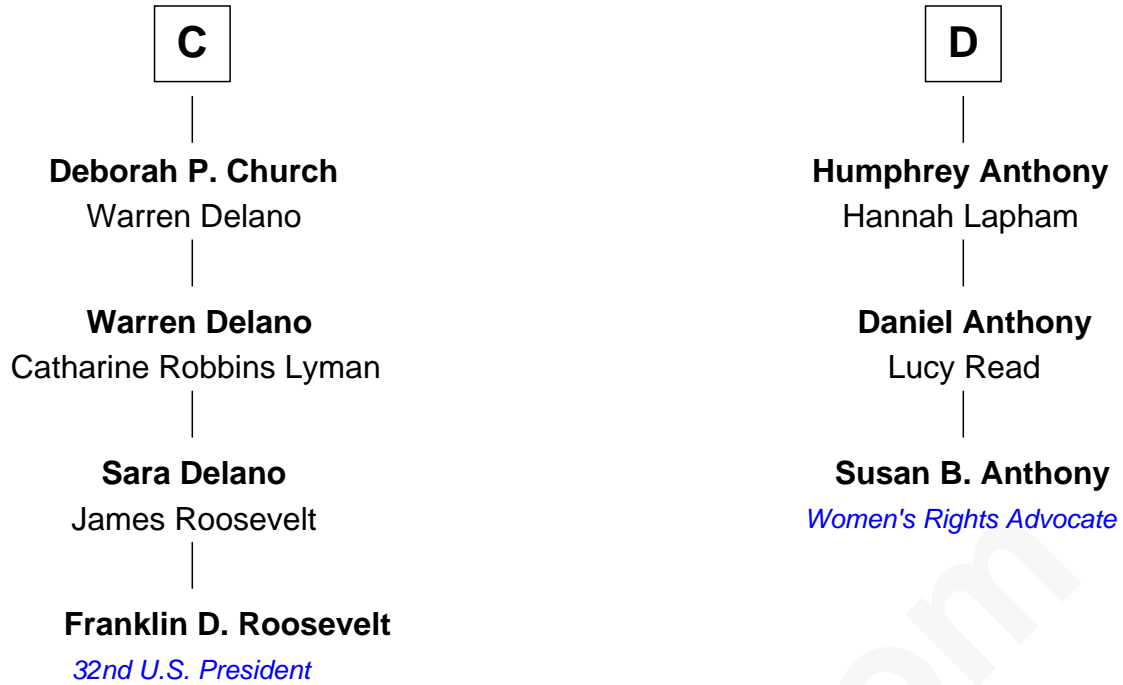 C
Deborah P. Church
Warren Delano
Warren Delano
Catharine Robbins Lyman
Sara Delano
James Roosevelt
Franklin D. Roosevelt
32nd U.S. President
D
Humphrey Anthony
Hannah Lapham
Daniel Anthony
Lucy Read
Susan B. Anthony
Women's Rights Advocate
om